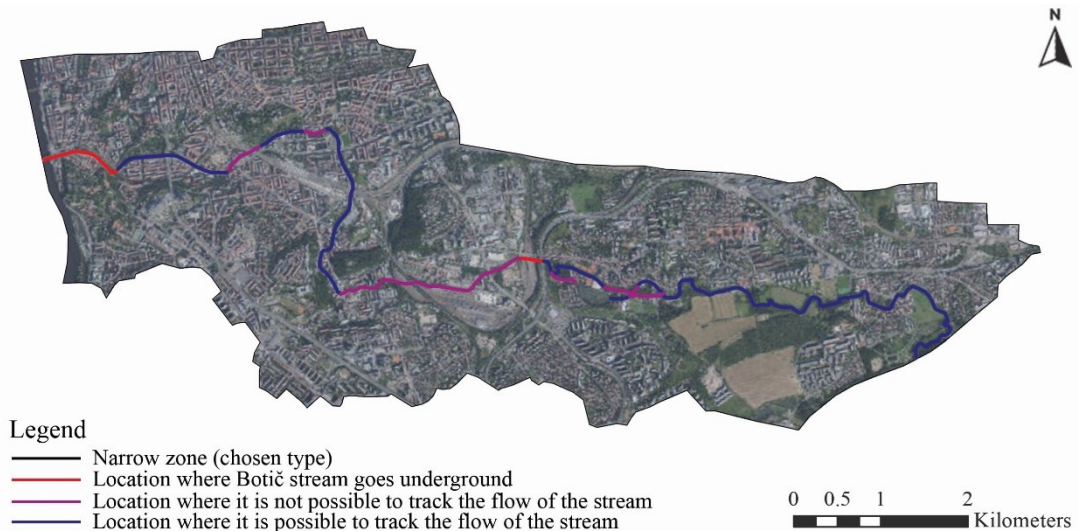 N
Legend
Narrow zone (chosen type)
Location where Botič stream goes underground
Location where it is not possible to track the flow of the stream
Location where it is possible to track the flow of the stream
0 0.5 1 2
Kilometers